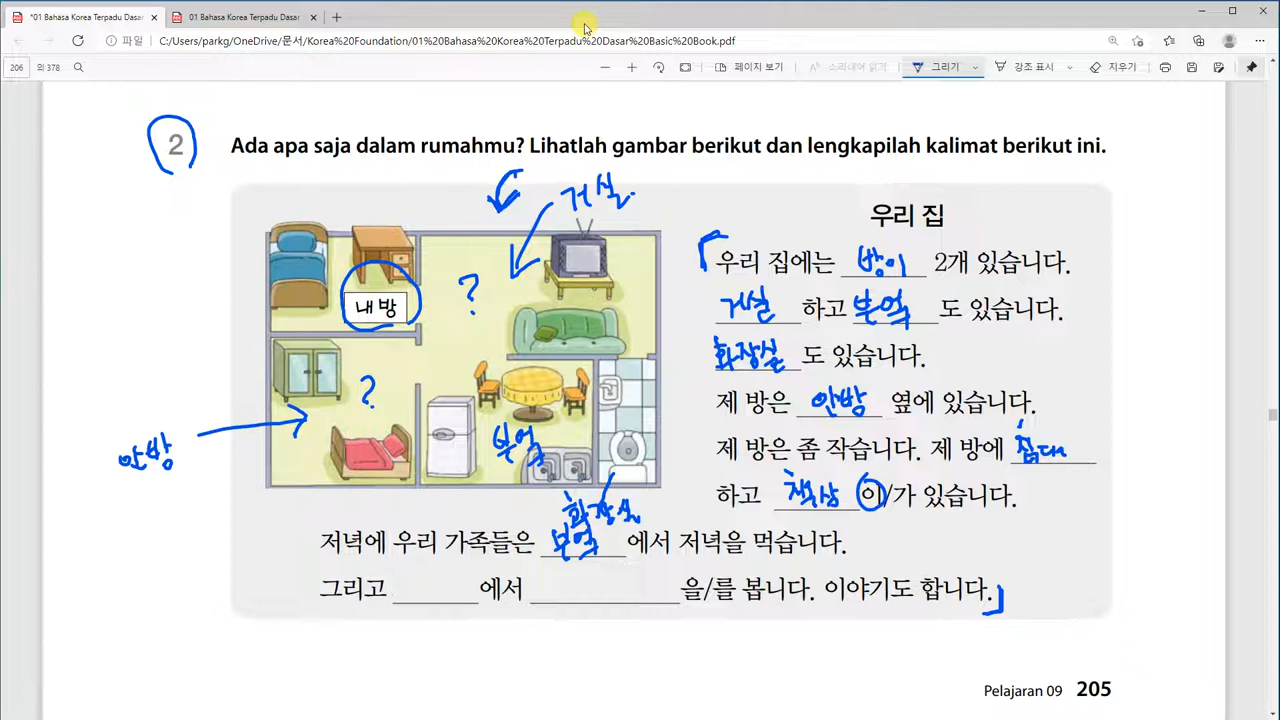 *01 Bahasa Korea Terpadu Dasar
01 Bahasa Korea Terpadu Dasar
파일 C:/Users/parkg/OneDrive/문서/Korea%20Foundation/01%20Bahasa%20Korea%20Terpadu%20Dasar%20Basic%20Book.pdf
206 의 378 페이지 보기 소리내어 읽기 그리기 강조 표시 지우기
2 Ada apa saja dalam rumahmu? Lihatlah gambar berikut dan lengkapilah kalimat berikut ini.
거실
?
내 방
?
안방
부엌
화장실
우리 집
「우리 집에는 방이 2개 있습니다.
거실 하고 부엌 도 있습니다.
화장실 도 있습니다.
제 방은 안방 옆에 있습니다.
제 방은 좀 작습니다. 제 방에 침대
하고 책상 이/가 있습니다.
저녁에 우리 가족들은 부엌 에서 저녁을 먹습니다.
그리고 ________ 에서 ______________ 을/를 봅니다. 이야기도 합니다.」
Pelajaran 09 205